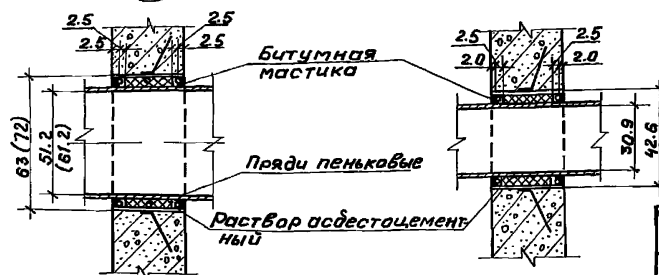 2.5
2.5
2.5
2.5
Битумная
мастика
2.5
2.5
2.0
2.0
63 (72)
51.2
(61.2)
Пряди пеньковые
Раствор асбестоцемент-
ный
30.9
42.6